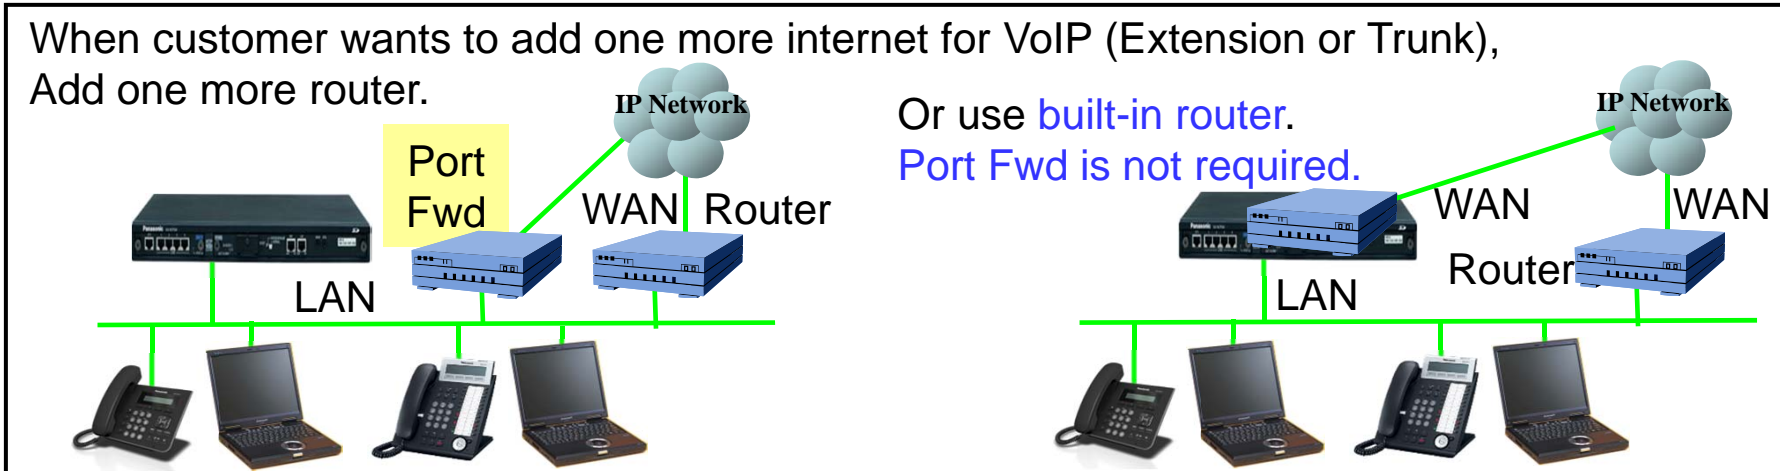 When customer wants to add one more internet for VoIP (Extension or Trunk),
Add one more router.
IP Network
Port
Fwd
WAN
Router
LAN
Or use built-in router.
Port Fwd is not required.
IP Network
WAN
WAN
Router
LAN
Panasonic